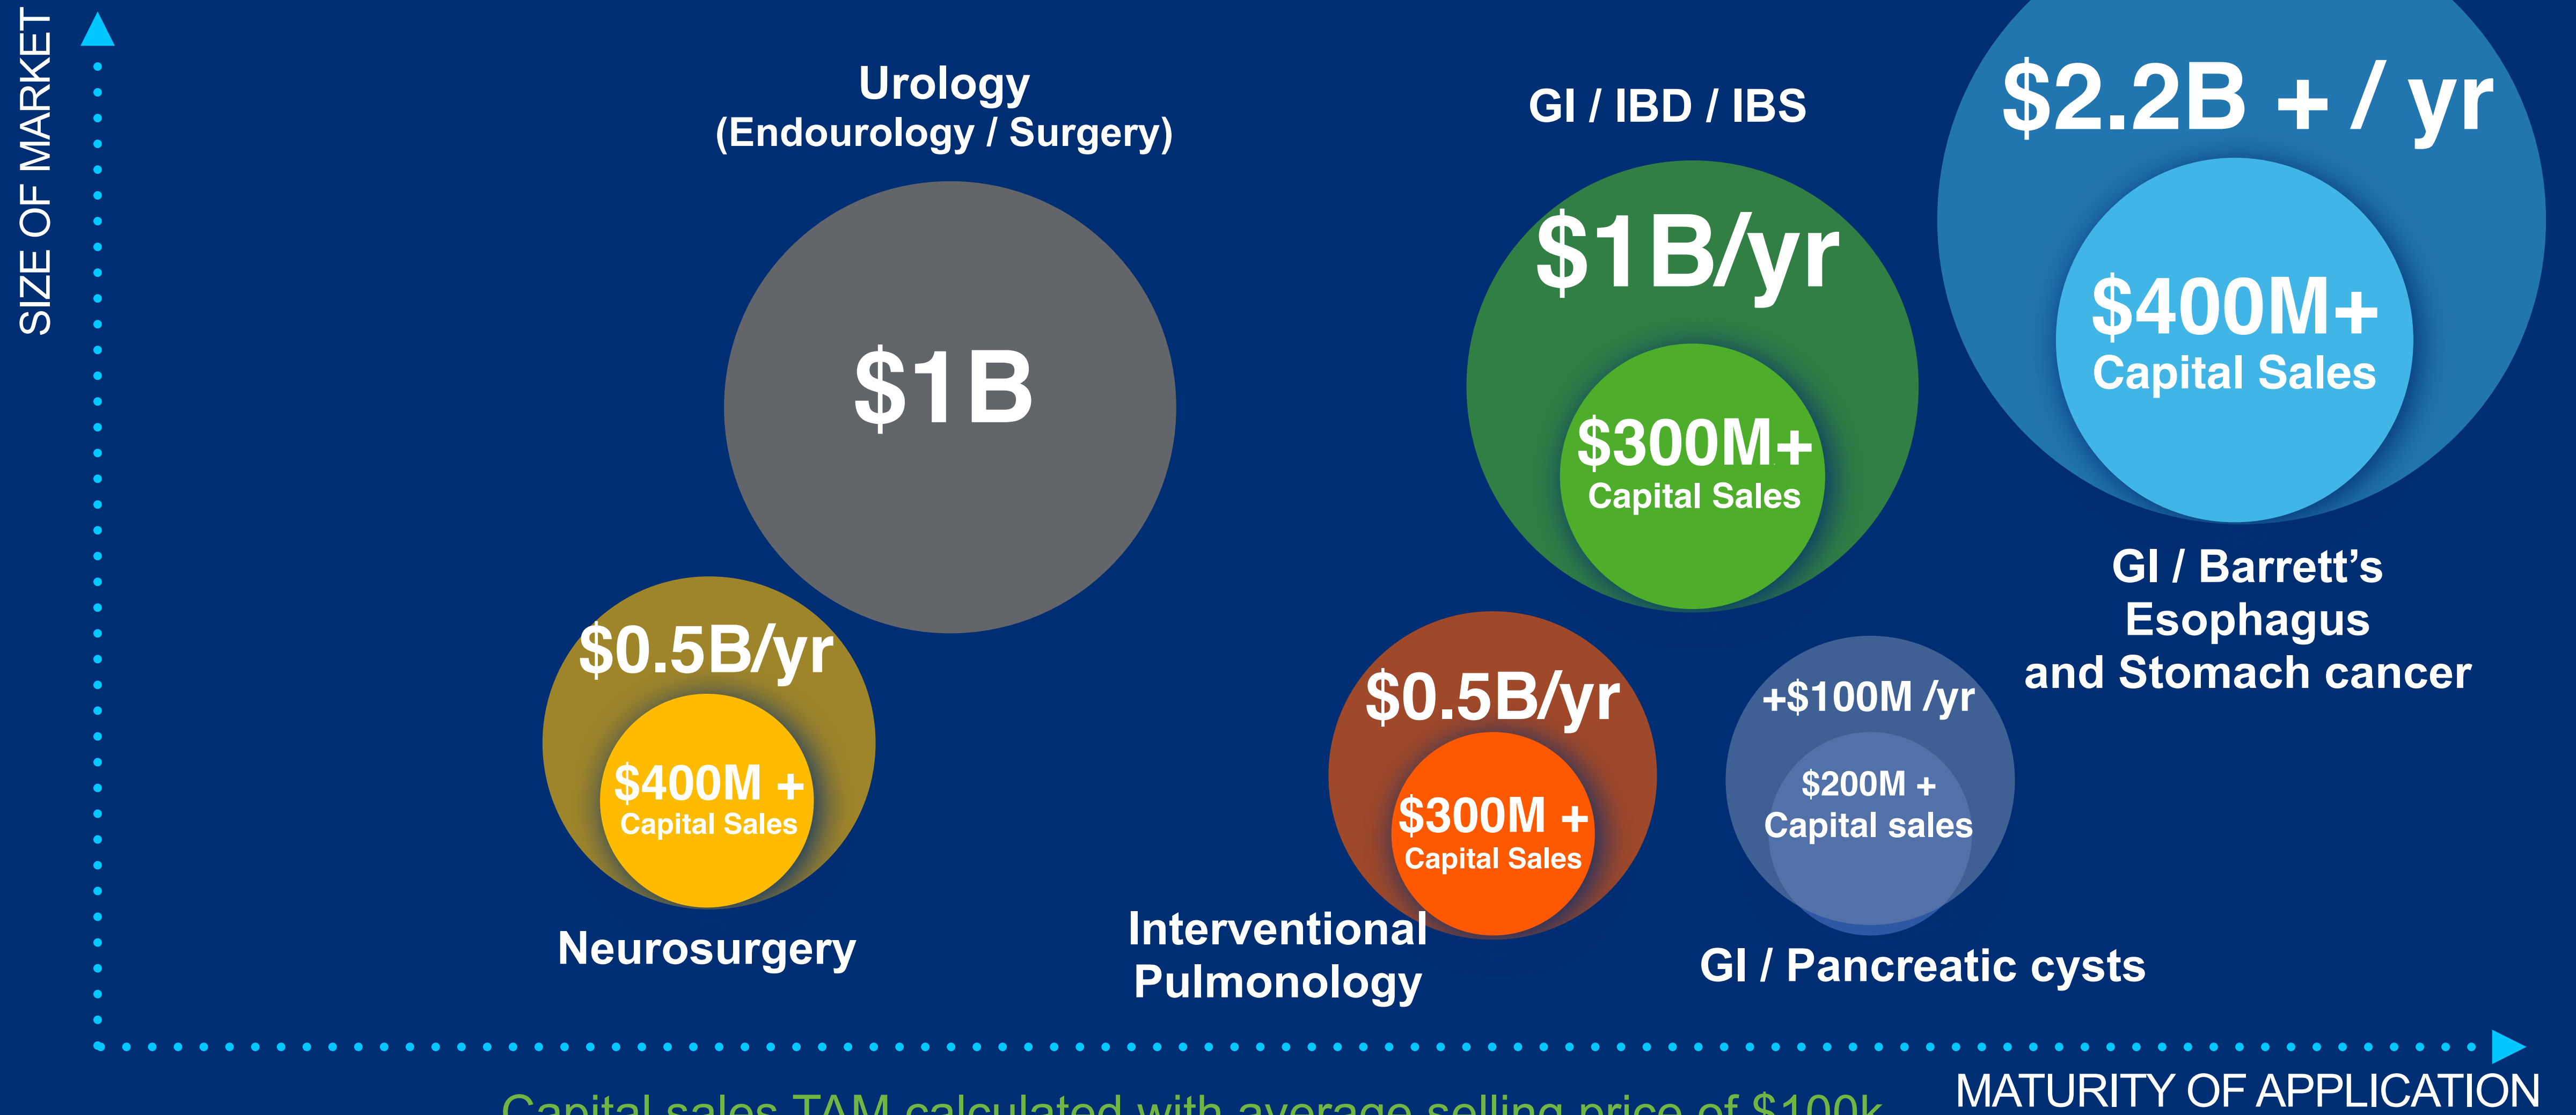 SIZE OF MARKET
Urology
(Endourology / Surgery)
$1B
GI / IBD / IBS
$1B/yr
$300M+
Capital Sales
$2.2B + / yr
$400M+
Capital Sales
GI / Barrett’s
Esophagus
and Stomach cancer
$0.5B/yr
$400M +
Capital Sales
Neurosurgery
$0.5B/yr
$300M +
Capital Sales
Interventional
Pulmonology
+$100M /yr
$200M +
Capital sales
GI / Pancreatic cysts
MATURITY OF APPLICATION
Capital sales TAM calculated with average selling price of $100k